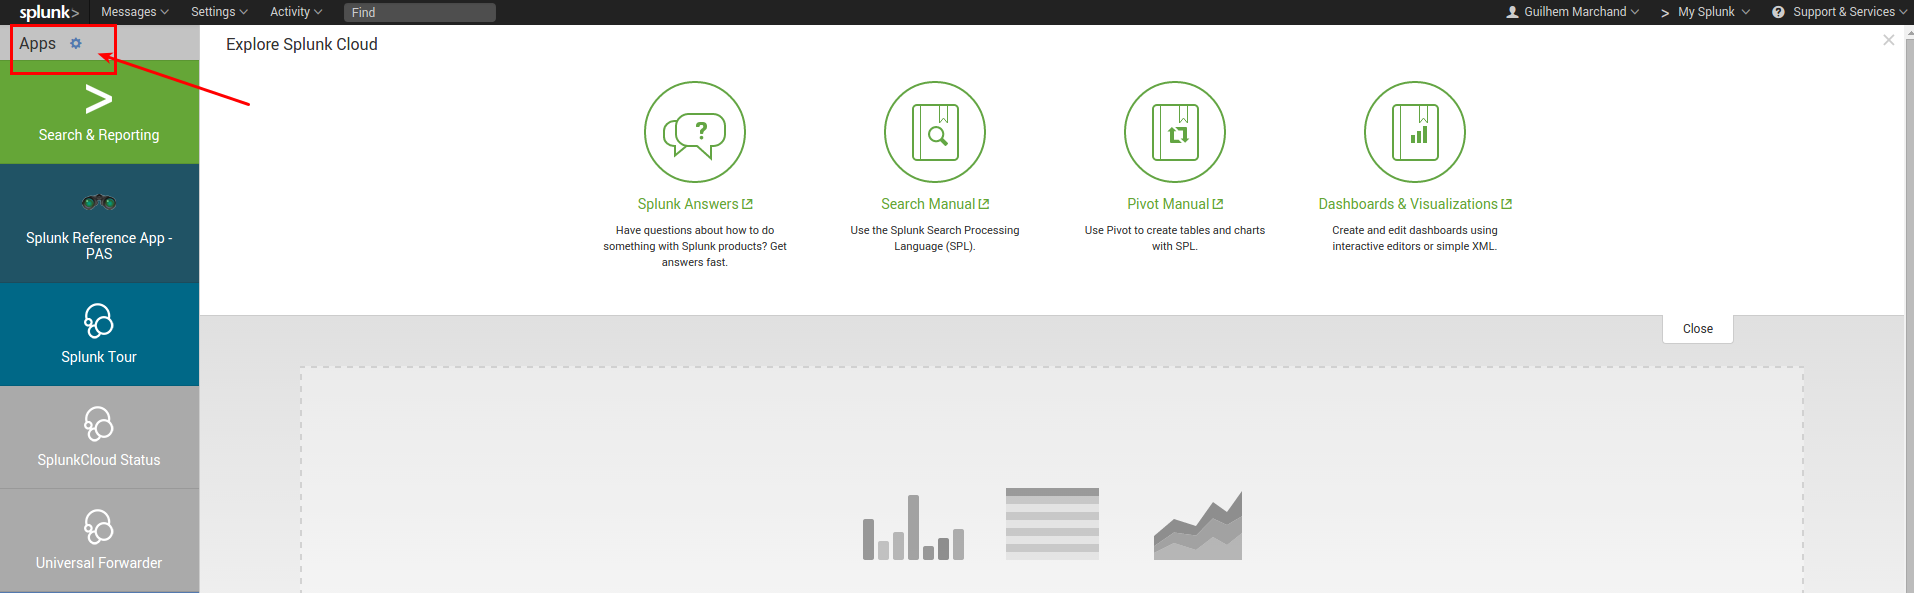 splunk> Messages Settings Activity Find Guilhem Marchand > My Splunk ? Support & Services
Apps
Explore Splunk Cloud
>
Search & Reporting
Splunk Reference App -
PAS
Splunk Tour
SplunkCloud Status
Universal Forwarder
?
Splunk Answers
Have questions about how to do
something with Splunk products? Get
answers fast.
Search Manual
Use the Splunk Search Processing
Language (SPL).
Pivot Manual
Use Pivot to create tables and charts
with SPL.
Dashboards & Visualizations
Create and edit dashboards using
interactive editors or simple XML.
Close